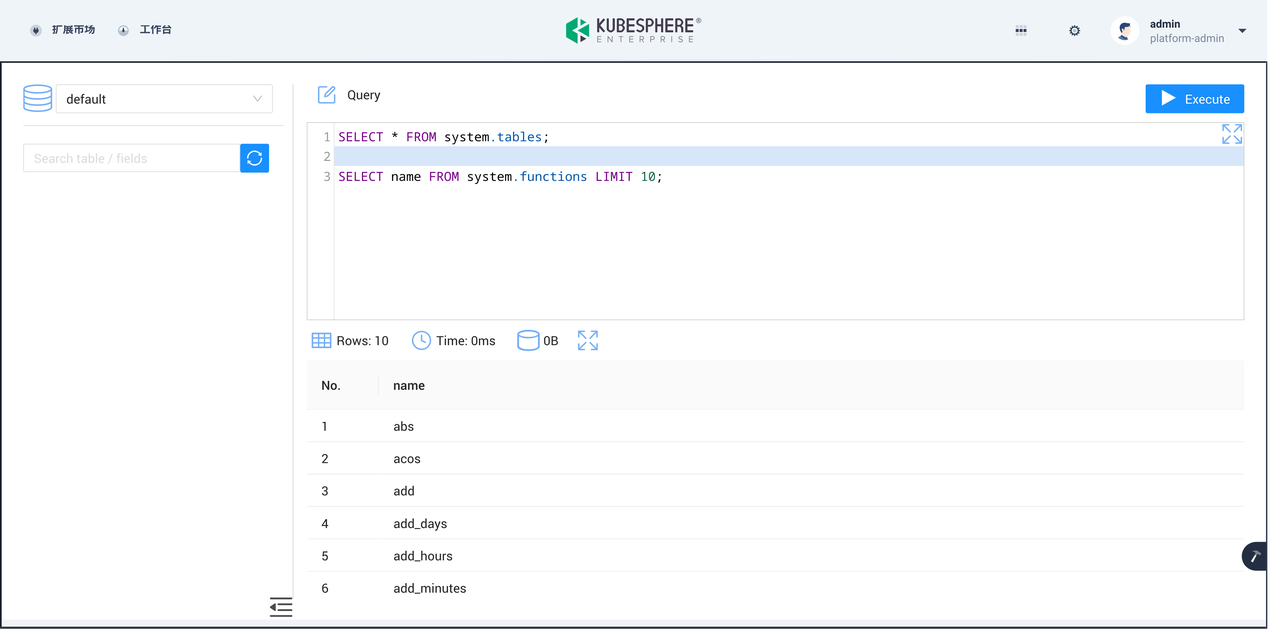 扩展市场
工作台
KUBESPHERE®
ENTERPRISE
admin
platform-admin
default
Search table / fields
Query
Execute
1 SELECT * FROM system.tables;
2
3 SELECT name FROM system.functions LIMIT 10;
Rows: 10
Time: 0ms
0B
No. name
1 abs
2 acos
3 add
4 add_days
5 add_hours
6 add_minutes